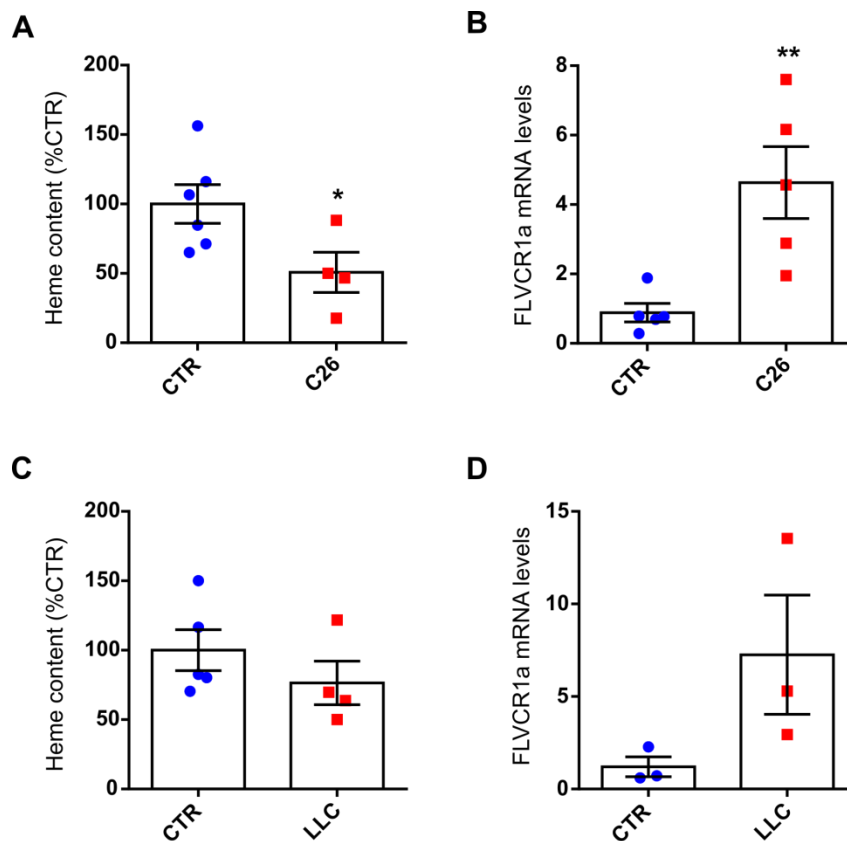 A
Heme content (%CTR)
200
150
100
50
0
*
CTR
C26
B
FLVCR1a mRNA levels
8
6
4
2
0
**
CTR
C26
C
Heme content (%CTR)
200
150
100
50
0
CTR
LLC
D
FLVCR1a mRNA levels
15
10
5
0
CTR
LLC